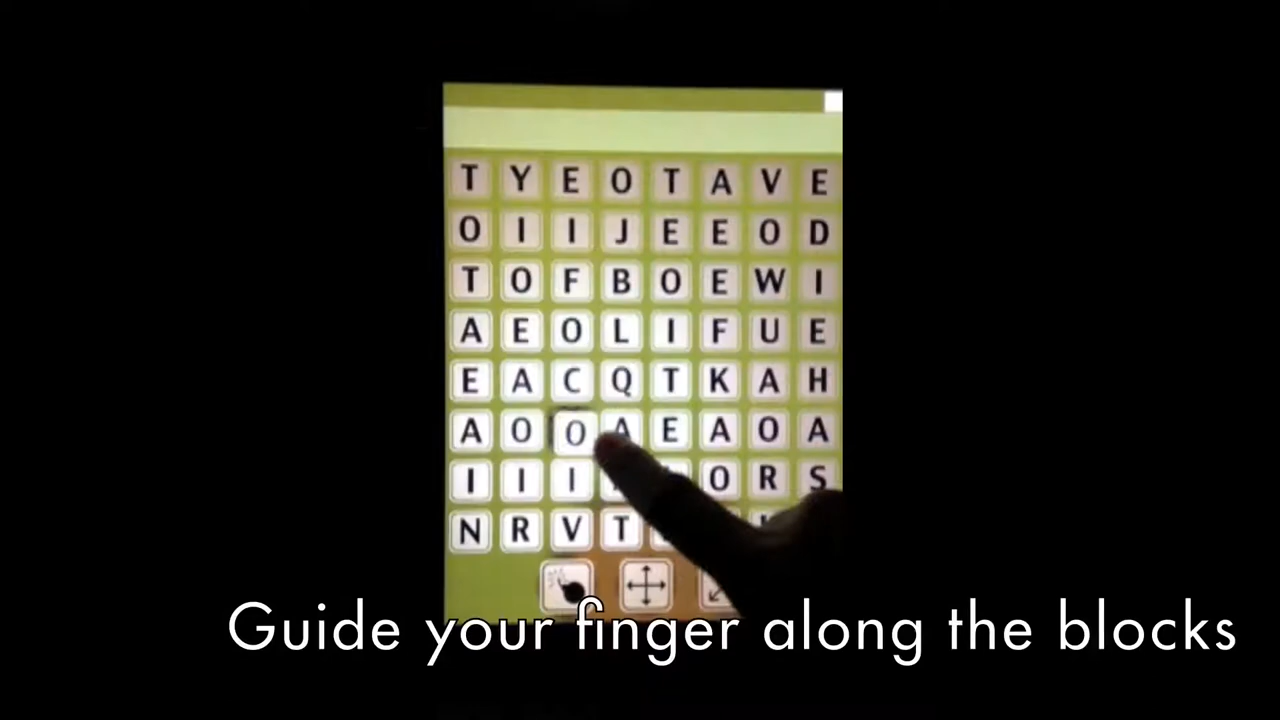 T Y E O T A V E
O I I J E E O D
T O F B O E W I
A E O L I F U E
E A C Q T K A H
A O O A E A O A
I I I O R S
N R V T
Guide your finger along the blocks